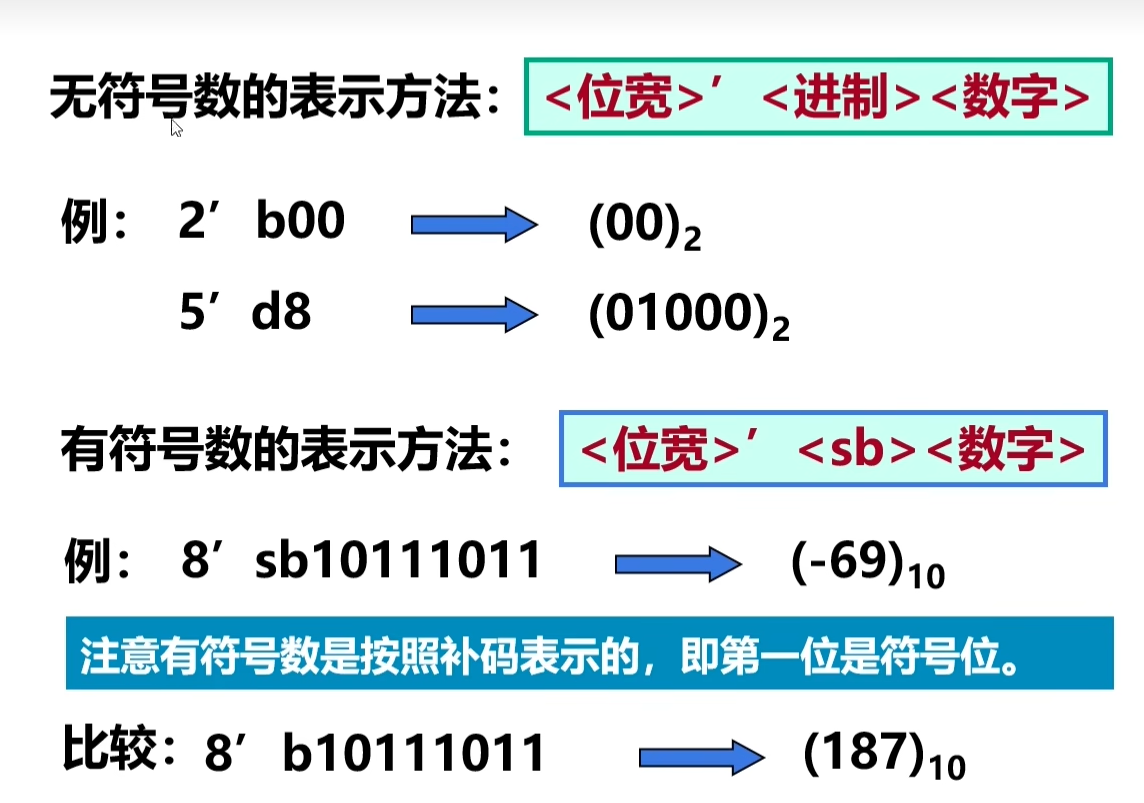 无符号数的表示方法：<位宽>′ <进制><数字>
例： 2′ b00 (00)₂
5′ d8 (01000)₂
有符号数的表示方法：<位宽>′ <sb><数字>
例： 8′ sb10111011 (-69)₁₀
注意有符号数是按照补码表示的，即第一位是符号位。
比较：8′ b10111011 (187)₁₀